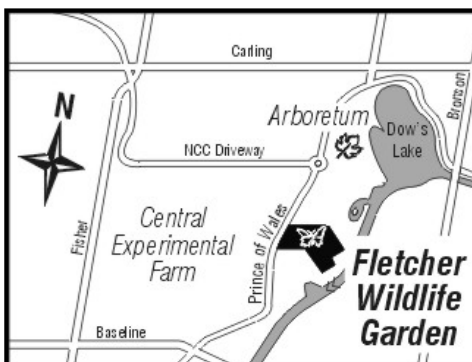 Carling
Bronson
N
Arboretum
Dow's
Lake
NCC Driveway
Fisher
Central
Experimental
Farm
Prince of Wales
Fletcher
Wildlife
Garden
Baseline